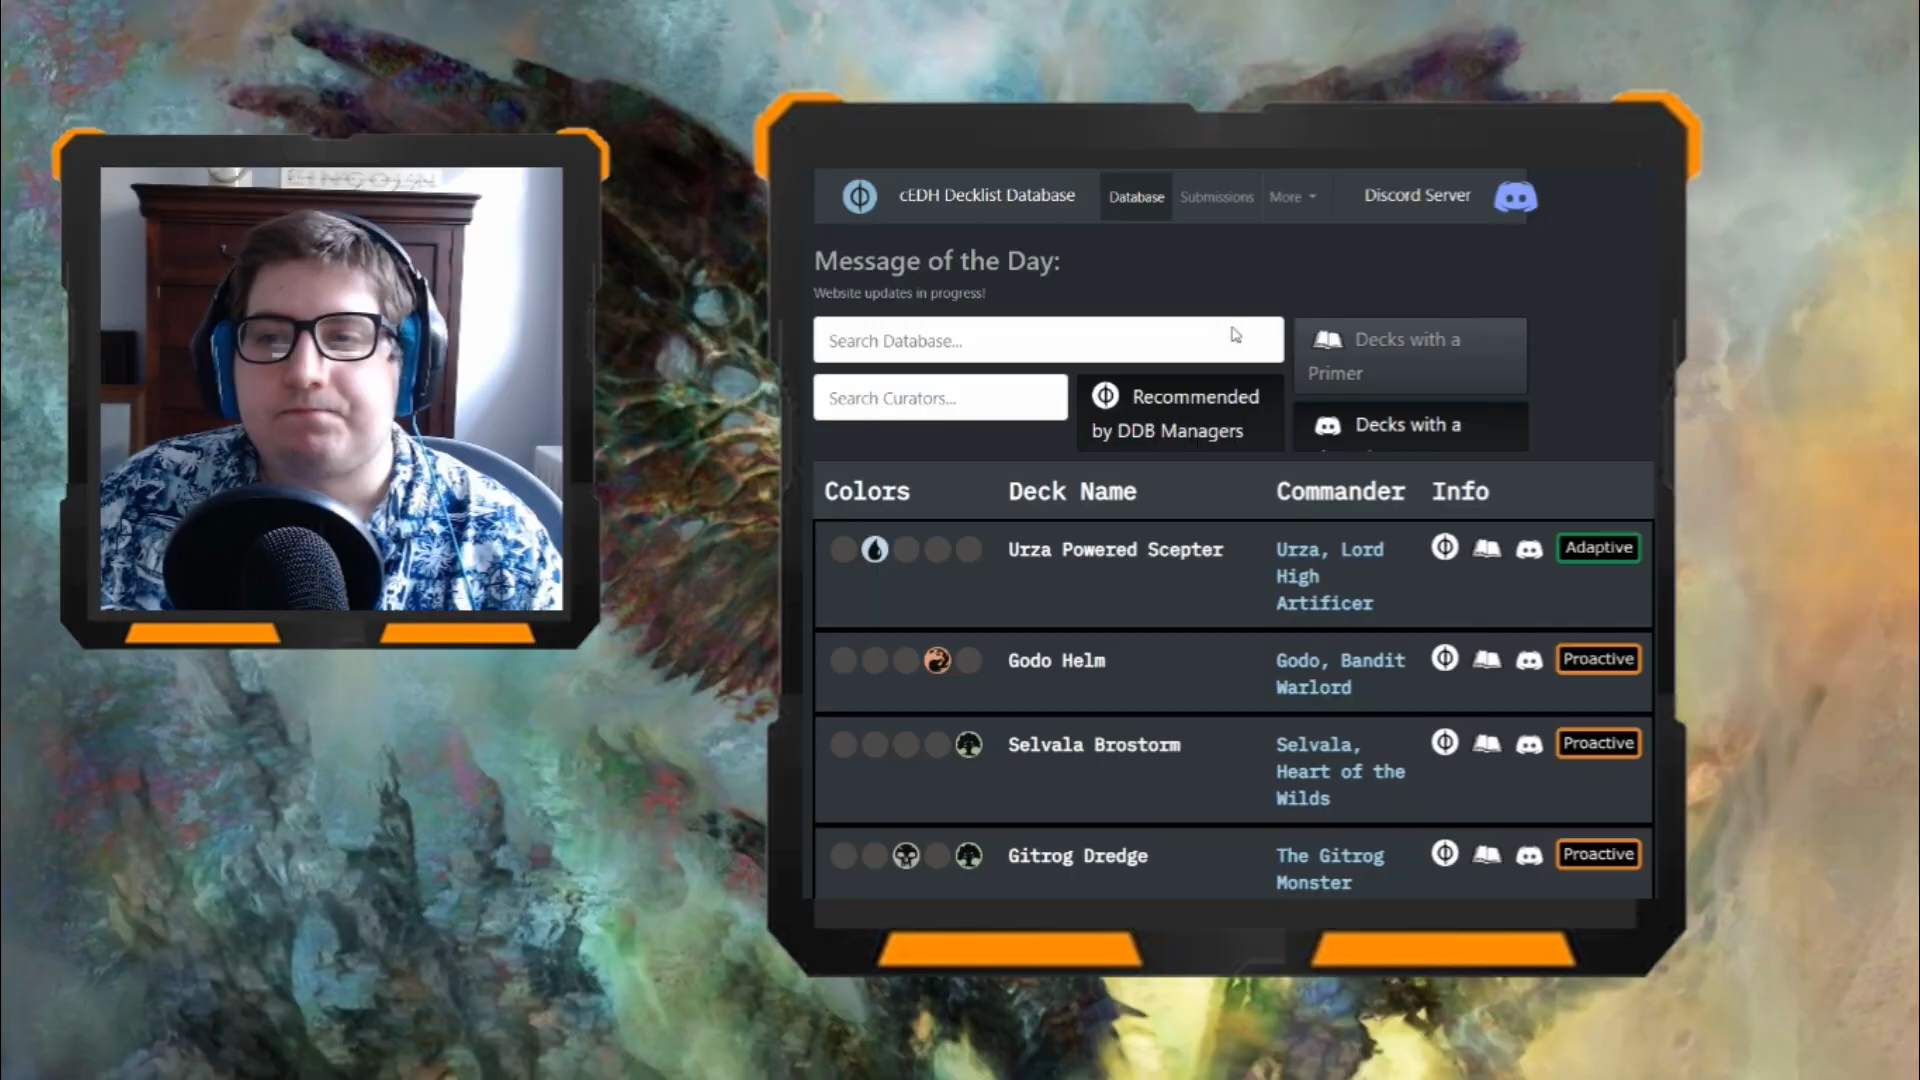 cEDH Decklist Database
Database
Submissions
More
Discord Server
Message of the Day:
Website updates in progress!
Search Database...
Decks with a
Primer
Search Curators...
Recommended
by DDB Managers
Decks with a
Colors
Deck Name
Commander
Info
Urza Powered Scepter
Urza, Lord
High
Artificer
Adaptive
Godo Helm
Godo, Bandit
Warlord
Proactive
Selvala Brostorm
Selvala,
Heart of the
Wilds
Proactive
Gitrog Dredge
The Gitrog
Monster
Proactive